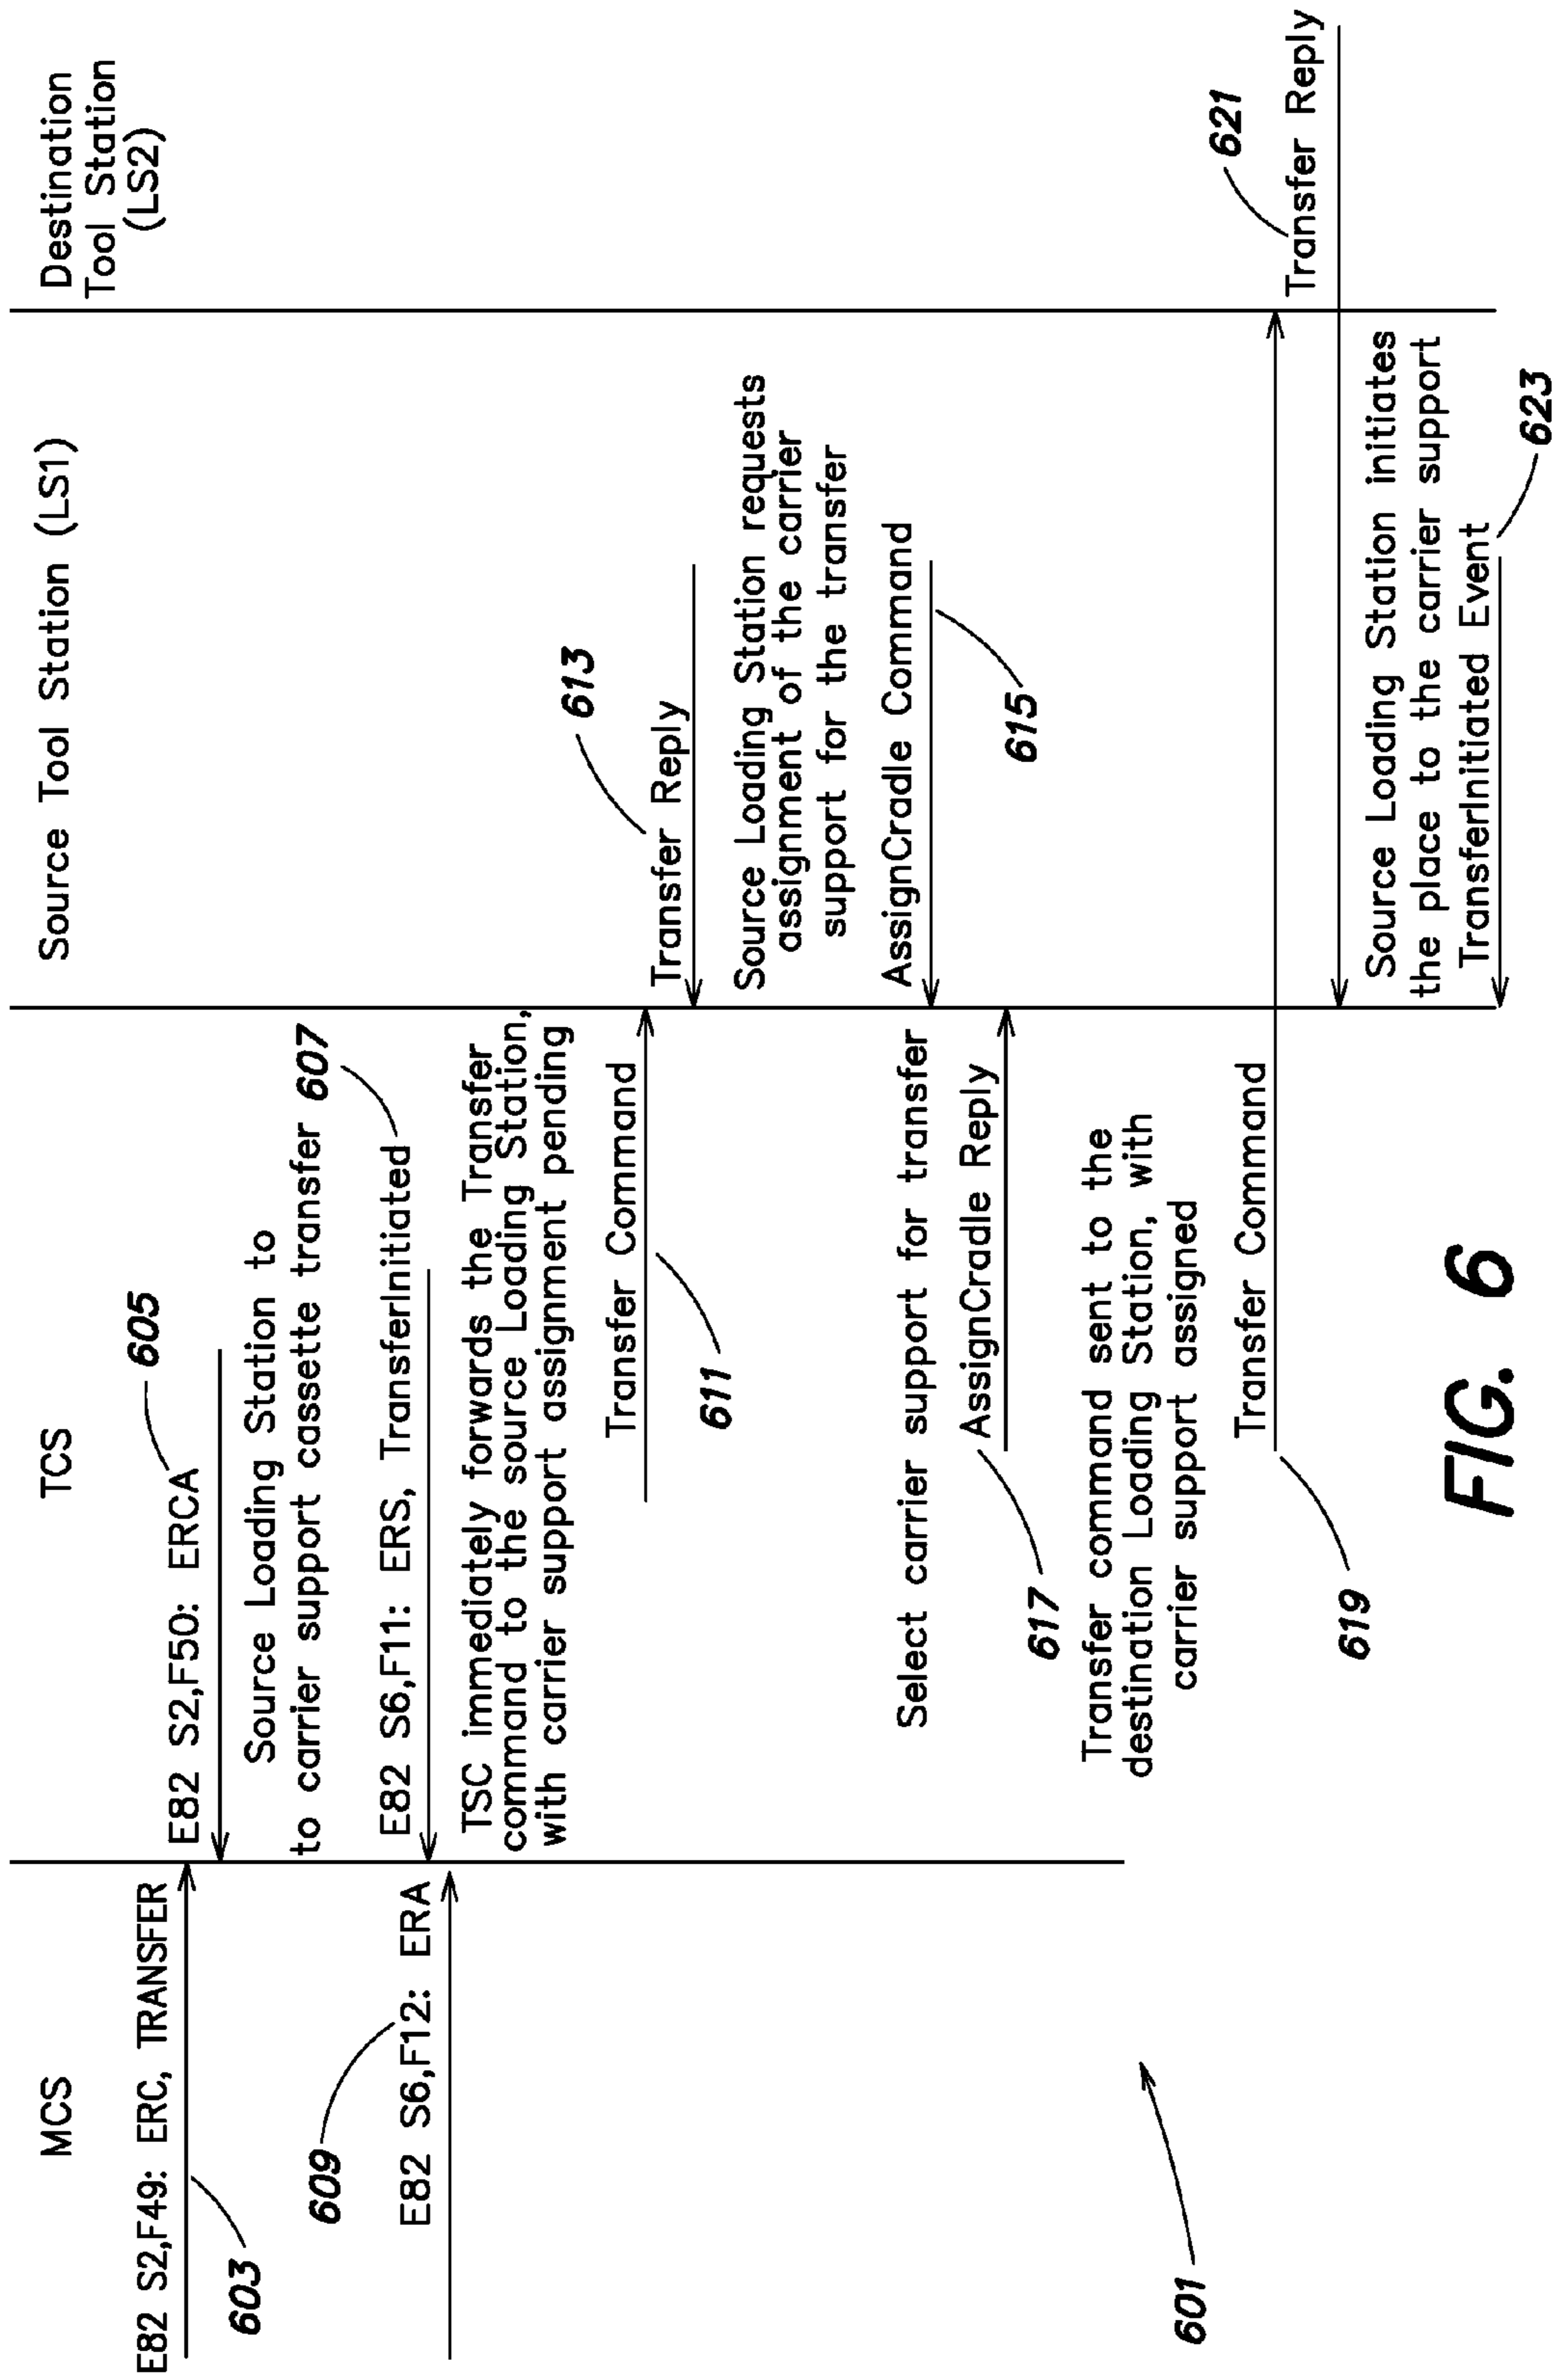 MCS
TCS
Source Tool Station (LS1)
Destination
Tool Station
(LS2)
E82 S2,F49: ERC, TRANSFER
603
605
E82 S2,F50: ERCA
Source Loading Station to
to carrier support cassette transfer
607
E82 S6,F11: ERS, TransferInitiated
609
E82 S6,F12: ERA
TSC immediately forwards the Transfer
command to the source Loading Station,
with carrier support assignment pending
Transfer Command
611
613
Transfer Reply
Source Loading Station requests
assignment of the carrier
support for the transfer
AssignCradle Command
615
Select carrier support for transfer
AssignCradle Reply
617
Transfer command sent to the
destination Loading Station, with
carrier support assigned
Transfer Command
619
621
Transfer Reply
Source Loading Station initiates
the place to the carrier support
TransferInitiated Event
623
601
FIG. 6